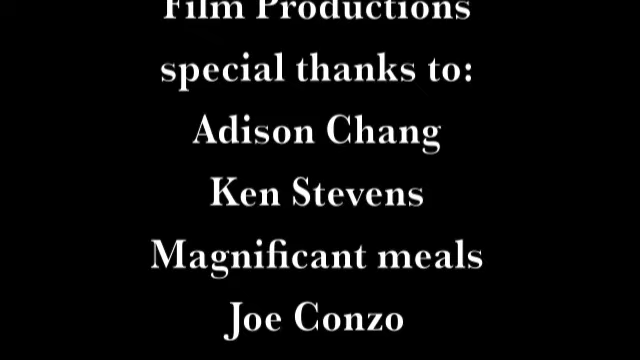 Film Productions
special thanks to:
Adison Chang
Ken Stevens
Magnificant meals
Joe Conzo